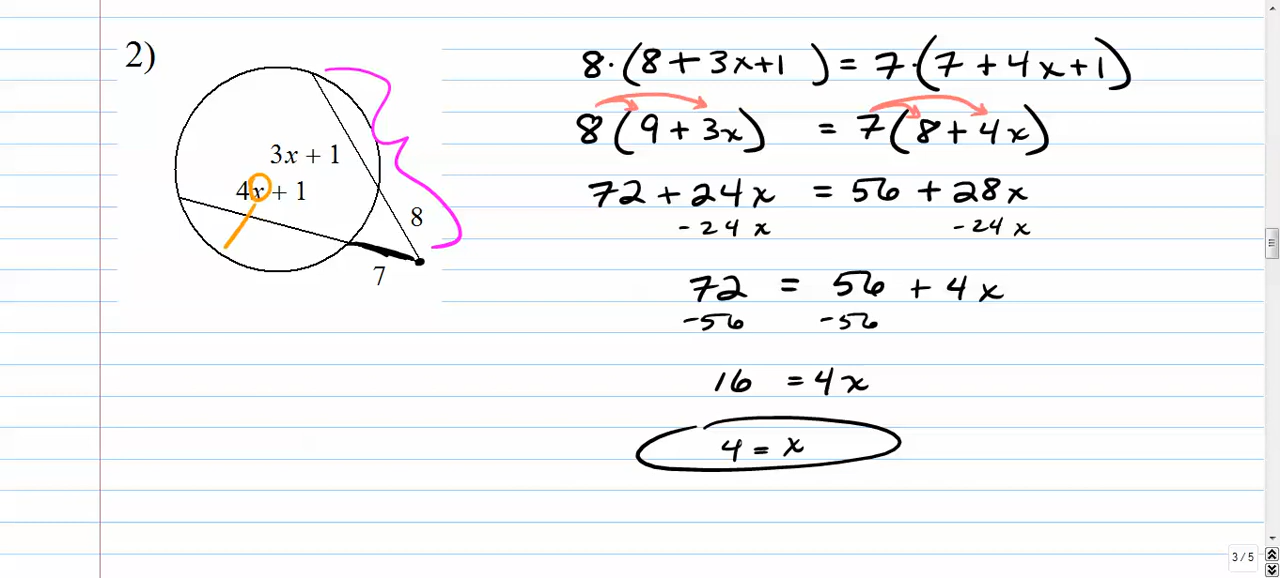 2)
3x + 1
4x + 1
8
7
8·(8 + 3x+1) = 7·(7 + 4x+1)
8(9 + 3x) = 7(8 + 4x)
72 + 24x = 56 + 28x
-24x -24x
72 = 56 + 4x
-56 -56
16 = 4x
4 = x
3 / 5